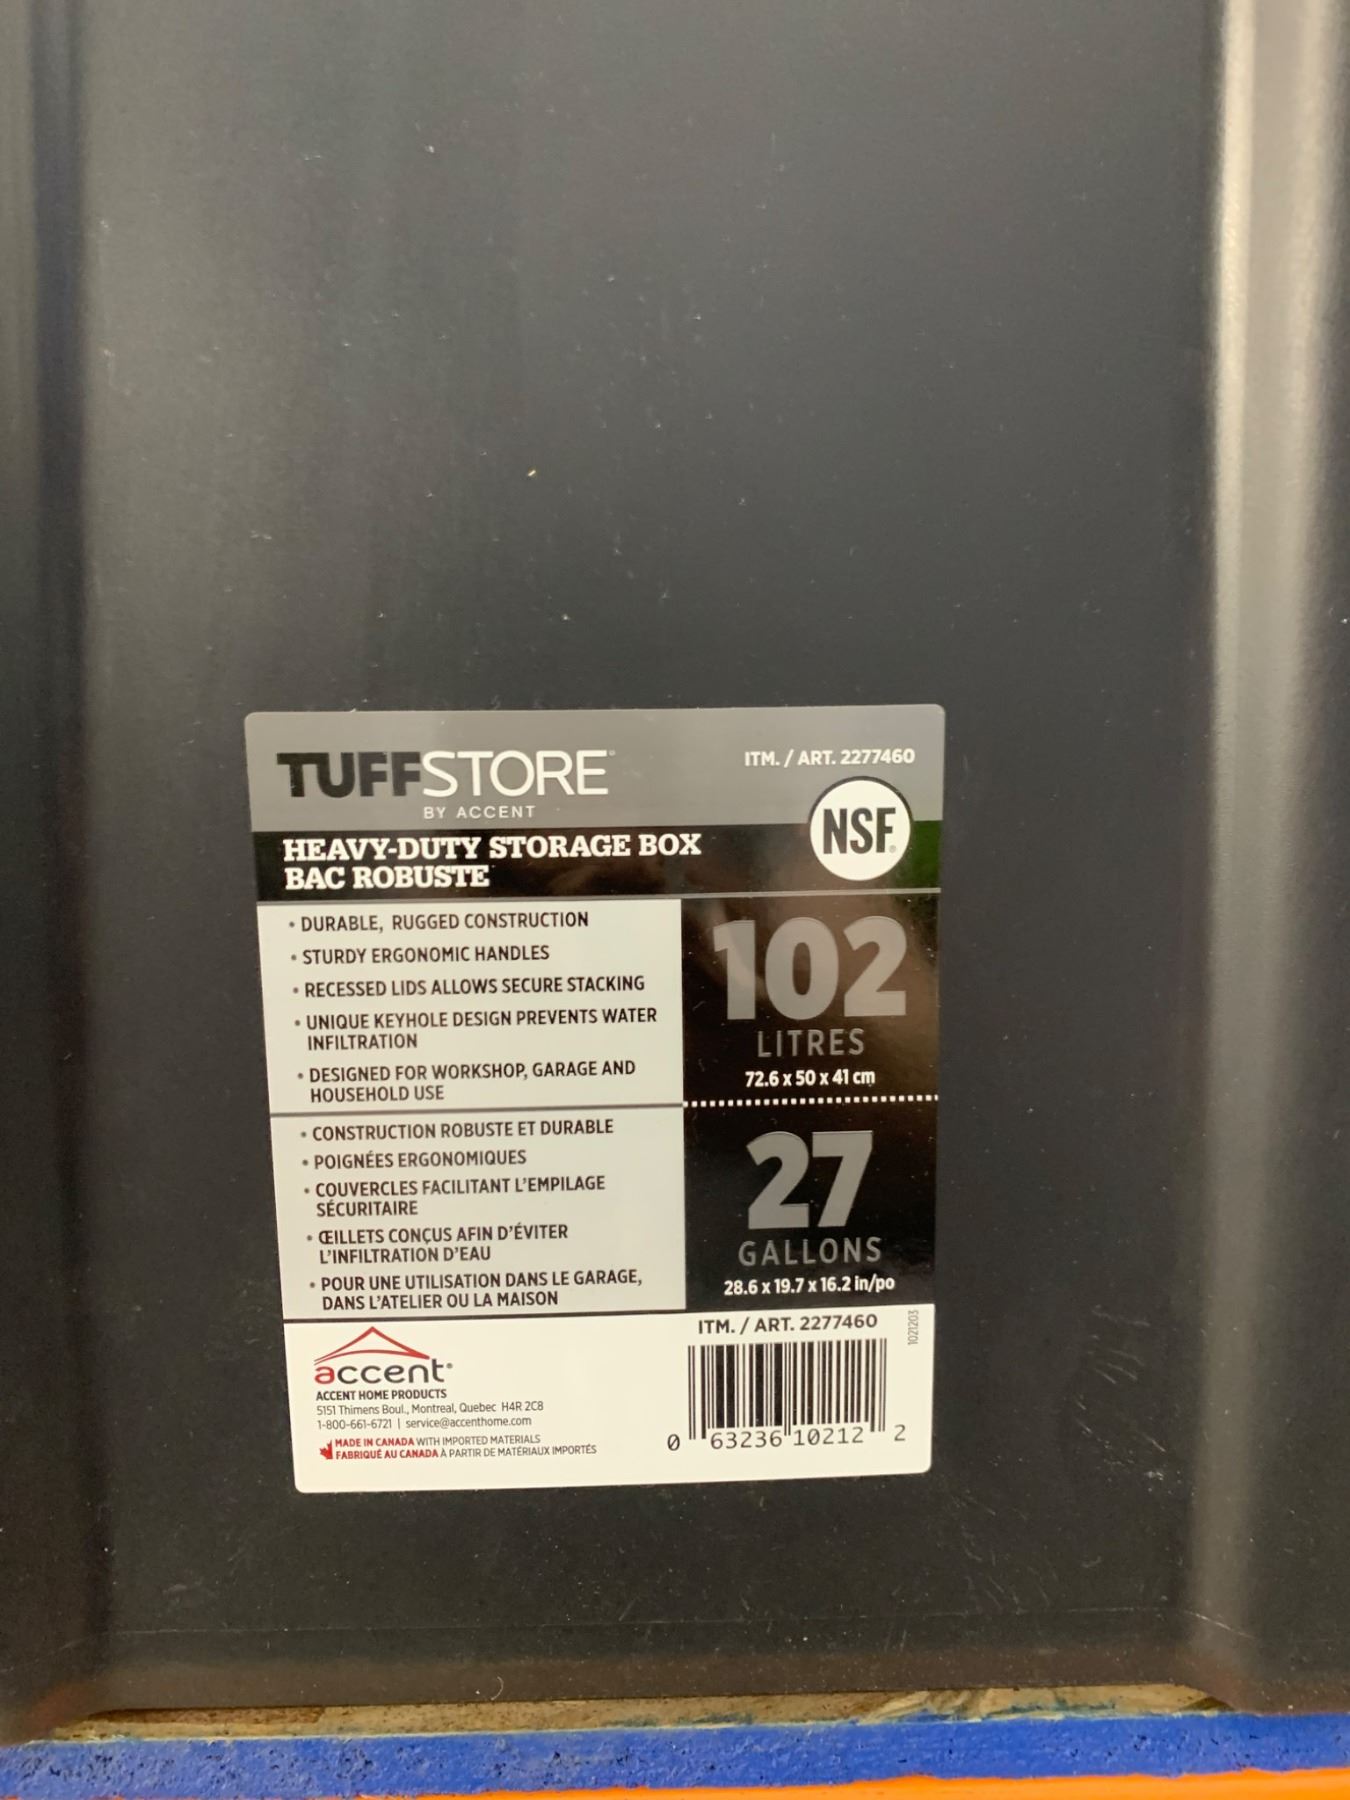 TUFFSTORE®
BY ACCENT
ITM. / ART. 2277460
NSF®
HEAVY-DUTY STORAGE BOX
BAC ROBUSTE
• DURABLE, RUGGED CONSTRUCTION
• STURDY ERGONOMIC HANDLES
• RECESSED LIDS ALLOWS SECURE STACKING
• UNIQUE KEYHOLE DESIGN PREVENTS WATER
INFILTRATION
• DESIGNED FOR WORKSHOP, GARAGE AND
HOUSEHOLD USE
• CONSTRUCTION ROBUSTE ET DURABLE
• POIGNÉES ERGONOMIQUES
• COUVERCLES FACILITANT L'EMPILAGE
SÉCURITAIRE
• ŒILLETS CONÇUS AFIN D'ÉVITER
L'INFILTRATION D'EAU
• POUR UNE UTILISATION DANS LE GARAGE,
DANS L'ATELIER OU LA MAISON
102
LITRES
72.6 x 50 x 41 cm
27
GALLONS
28.6 x 19.7 x 16.2 in/po
accent®
ACCENT HOME PRODUCTS
5151 Thimens Boul., Montreal, Quebec H4R 2C8
1-800-661-6721 | service@accenthome.com
MADE IN CANADA WITH IMPORTED MATERIALS
FABRIQUÉ AU CANADA À PARTIR DE MATÉRIAUX IMPORTÉS
ITM. / ART. 2277460
1021203
0 63236 10212 2